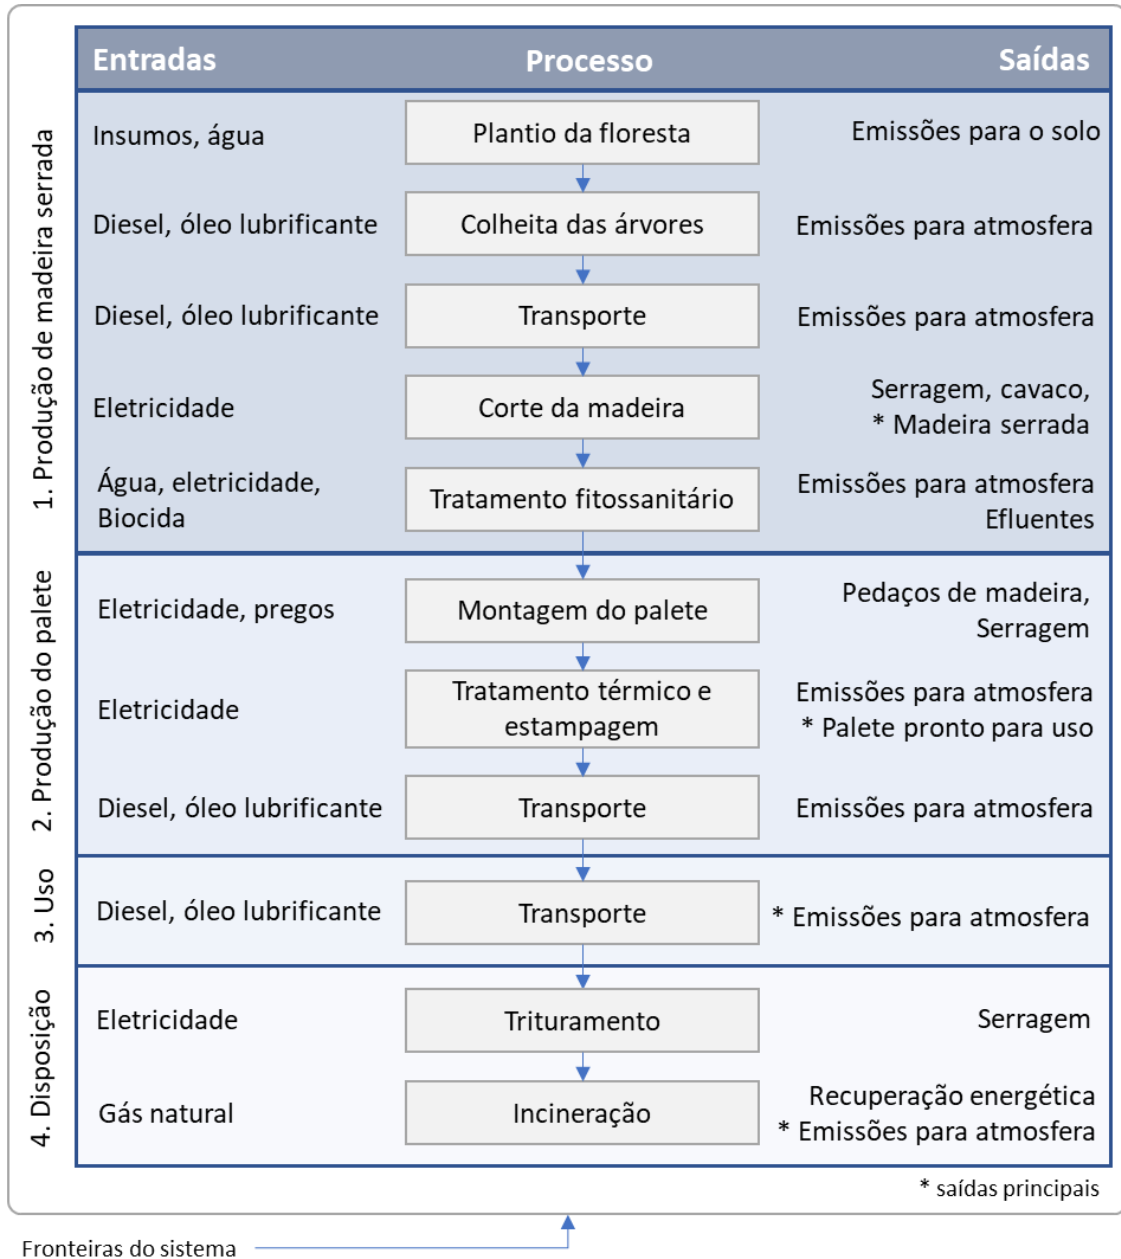 Entradas Processo Saídas
1. Produção de madeira serrada
Insumos, água Plantio da floresta Emissões para o solo
Diesel, óleo lubrificante Colheita das árvores Emissões para atmosfera
Diesel, óleo lubrificante Transporte Emissões para atmosfera
Eletricidade Corte da madeira Serragem, cavaco,
* Madeira serrada
Água, eletricidade, Tratamento fitossanitário Emissões para atmosfera
Biocida Efluentes
2. Produção do palete
Eletricidade, pregos Montagem do palete Pedaços de madeira,
Serragem
Eletricidade Tratamento térmico e Emissões para atmosfera
estampagem * Palete pronto para uso
Diesel, óleo lubrificante Transporte Emissões para atmosfera
3. Uso
Diesel, óleo lubrificante Transporte * Emissões para atmosfera
4. Disposição
Eletricidade Trituramento Serragem
Gás natural Incineração Recuperação energética
* Emissões para atmosfera
* saídas principais
Fronteiras do sistema